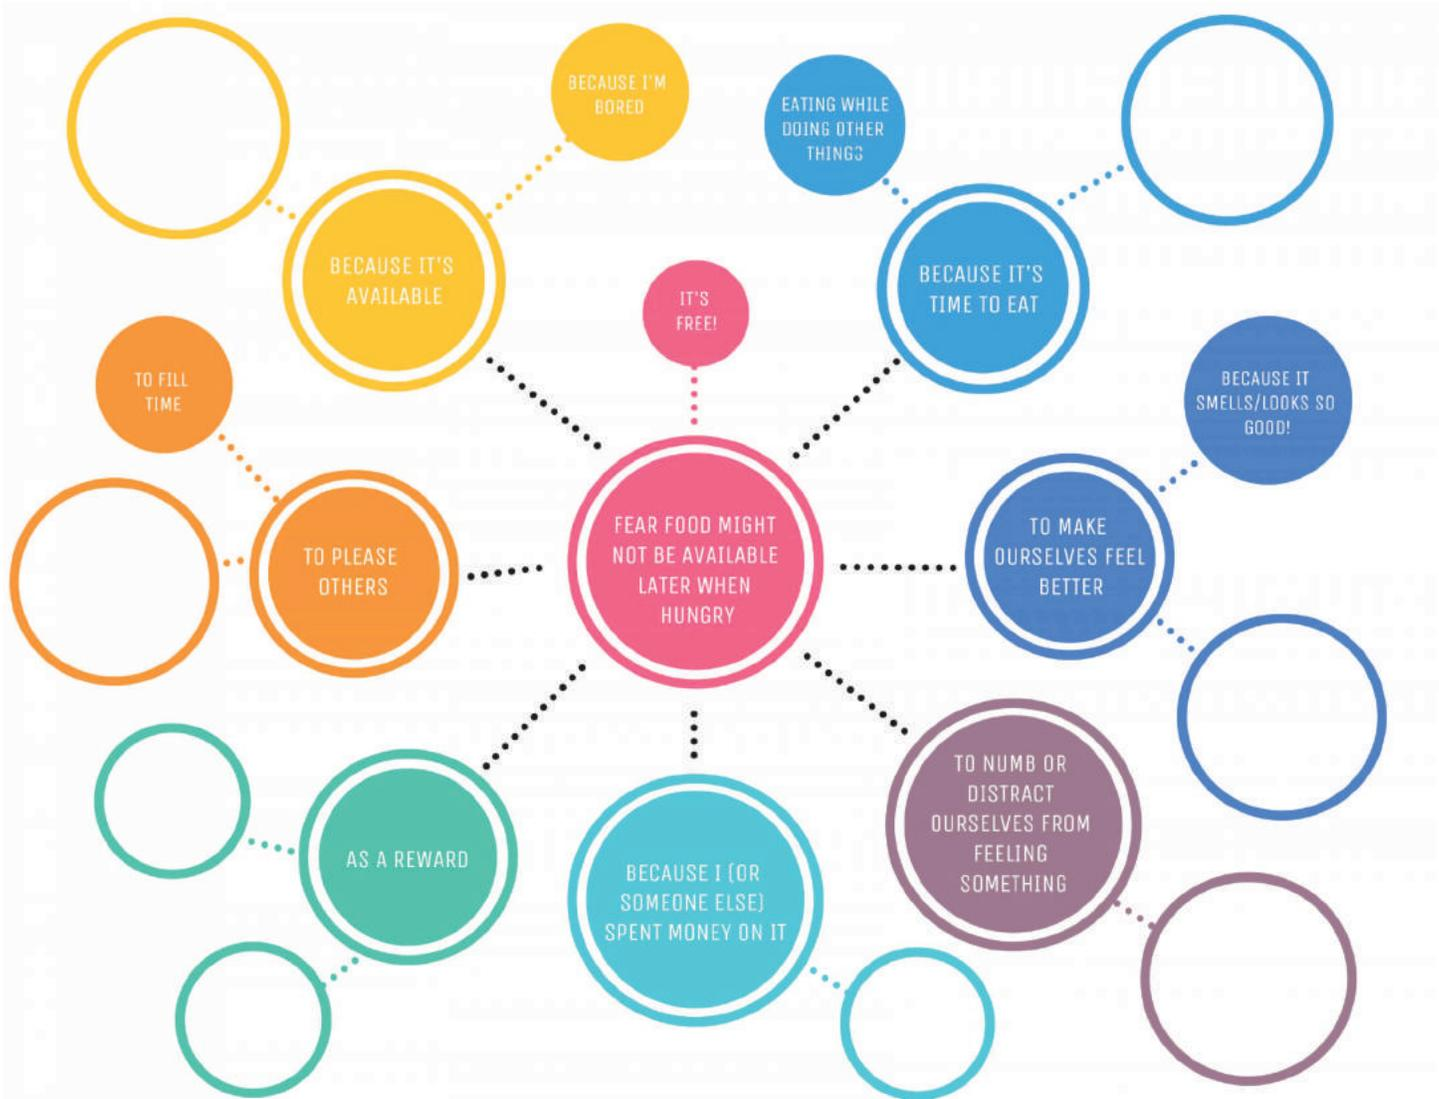 BECAUSE I'M
BORED
EATING WHILE
DOING OTHER
THINGS
BECAUSE IT'S
AVAILABLE
IT'S
FREE!
BECAUSE IT'S
TIME TO EAT
TO FILL
TIME
BECAUSE IT
SMELLS/LOOKS SO
GOOD!
TO PLEASE
OTHERS
FEAR FOOD MIGHT
NOT BE AVAILABLE
LATER WHEN
HUNGRY
TO MAKE
OURSELVES FEEL
BETTER
AS A REWARD
BECAUSE I (OR
SOMEONE ELSE)
SPENT MONEY ON IT
TO NUMB OR
DISTRACT
OURSELVES FROM
FEELING
SOMETHING